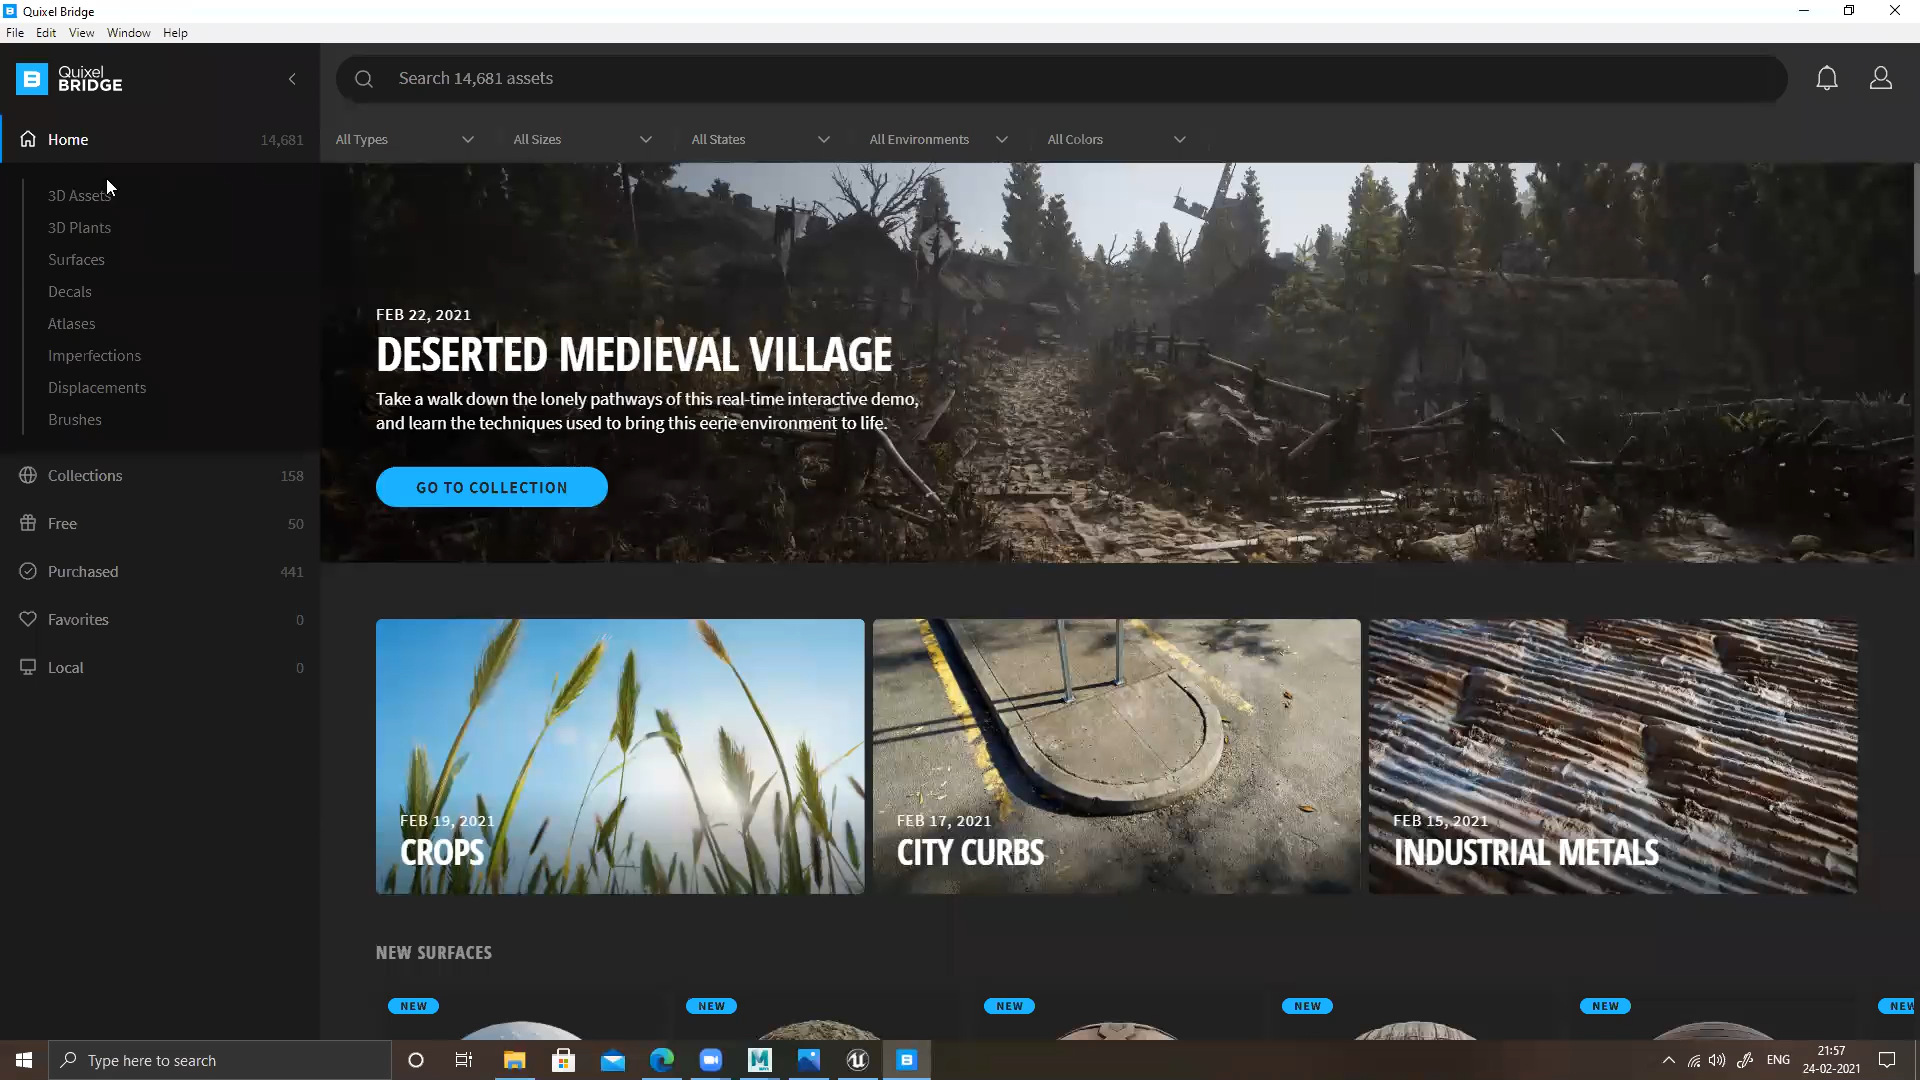 Quixel Bridge
File Edit View Window Help
Quixel
BRIDGE
Search 14,681 assets
Home 14,681
All Types All Sizes All States All Environments All Colors
3D Assets
3D Plants
Surfaces
Decals
Atlases
Imperfections
Displacements
Brushes
Collections 158
Free 50
Purchased 441
Favorites 0
Local 0
FEB 22, 2021
DESERTED MEDIEVAL VILLAGE
Take a walk down the lonely pathways of this real-time interactive demo,
and learn the techniques used to bring this eerie environment to life.
GO TO COLLECTION
FEB 19, 2021
CROPS
FEB 17, 2021
CITY CURBS
FEB 15, 2021
INDUSTRIAL METALS
NEW SURFACES
NEW NEW NEW NEW NEW NEW
Type here to search
ENG
21:57
24-02-2021